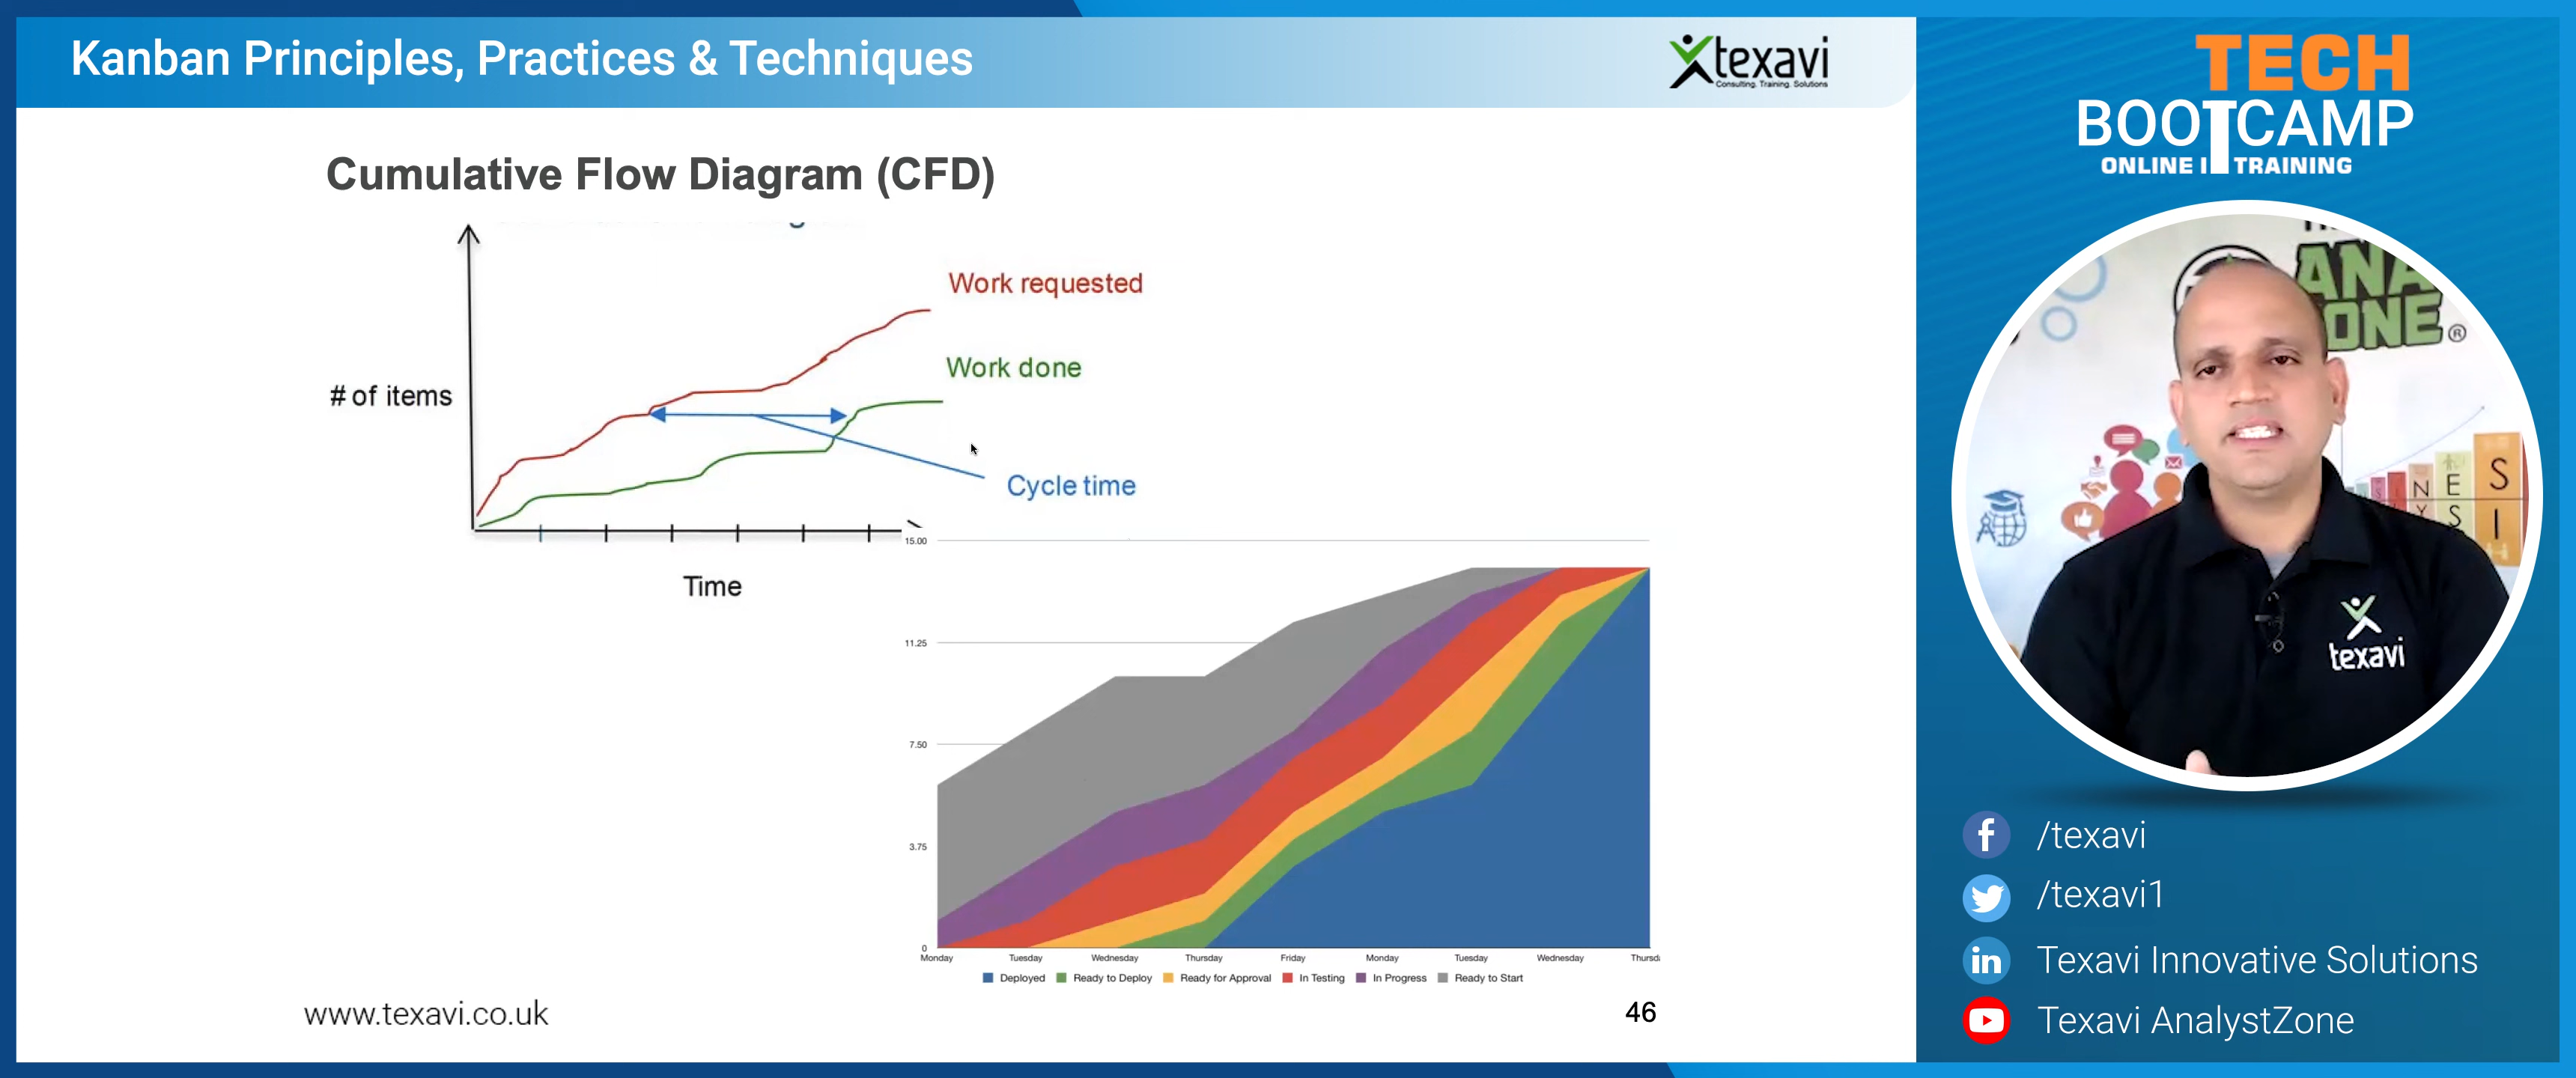 Kanban Principles, Practices & Techniques
texavi
Consulting. Training. Solutions
Cumulative Flow Diagram (CFD)
Work requested
Work done
# of items
Cycle time
Time
15.00
11.25
7.50
3.75
0
Monday Tuesday Wednesday Thursday Friday Monday Tuesday Wednesday Thursd
Deployed Ready to Deploy Ready for Approval In Testing In Progress Ready to Start
www.texavi.co.uk
46
TECH
BOOTCAMP
ONLINE IT TRAINING
ANA
ONE®
N E S
S I
texavi
/texavi
/texavi1
in Texavi Innovative Solutions
Texavi AnalystZone